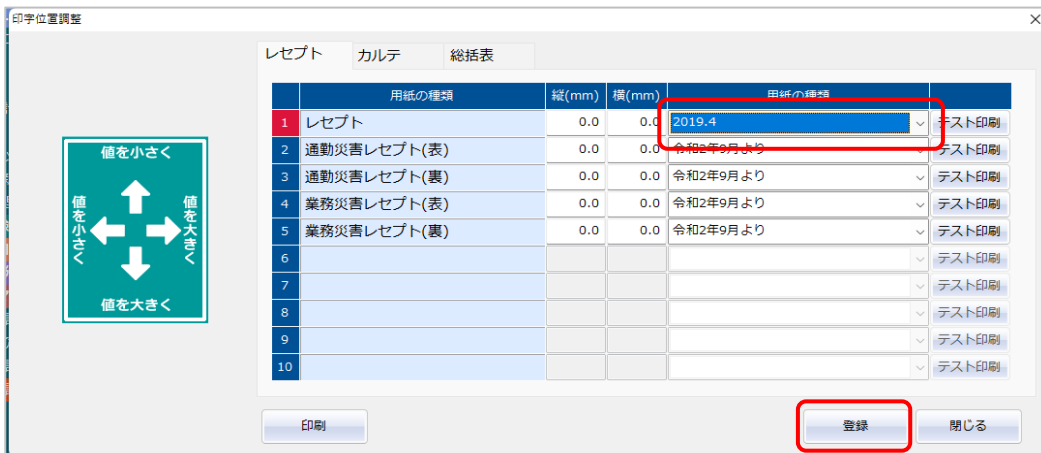 印字位置調整
レセプト カルテ 総括表
用紙の種類 縦(mm) 横(mm) 用紙の種類
1 レセプト 0.0 0.0 2019.4 テスト印刷
2 通勤災害レセプト(表) 0.0 0.0 令和2年9月より テスト印刷
3 通勤災害レセプト(裏) 0.0 0.0 令和2年9月より テスト印刷
4 業務災害レセプト(表) 0.0 0.0 令和2年9月より テスト印刷
5 業務災害レセプト(裏) 0.0 0.0 令和2年9月より テスト印刷
6 テスト印刷
7 テスト印刷
8 テスト印刷
9 テスト印刷
10 テスト印刷
値を小さく
値を小さく
値を大きく
値を大きく
印刷 登録 閉じる